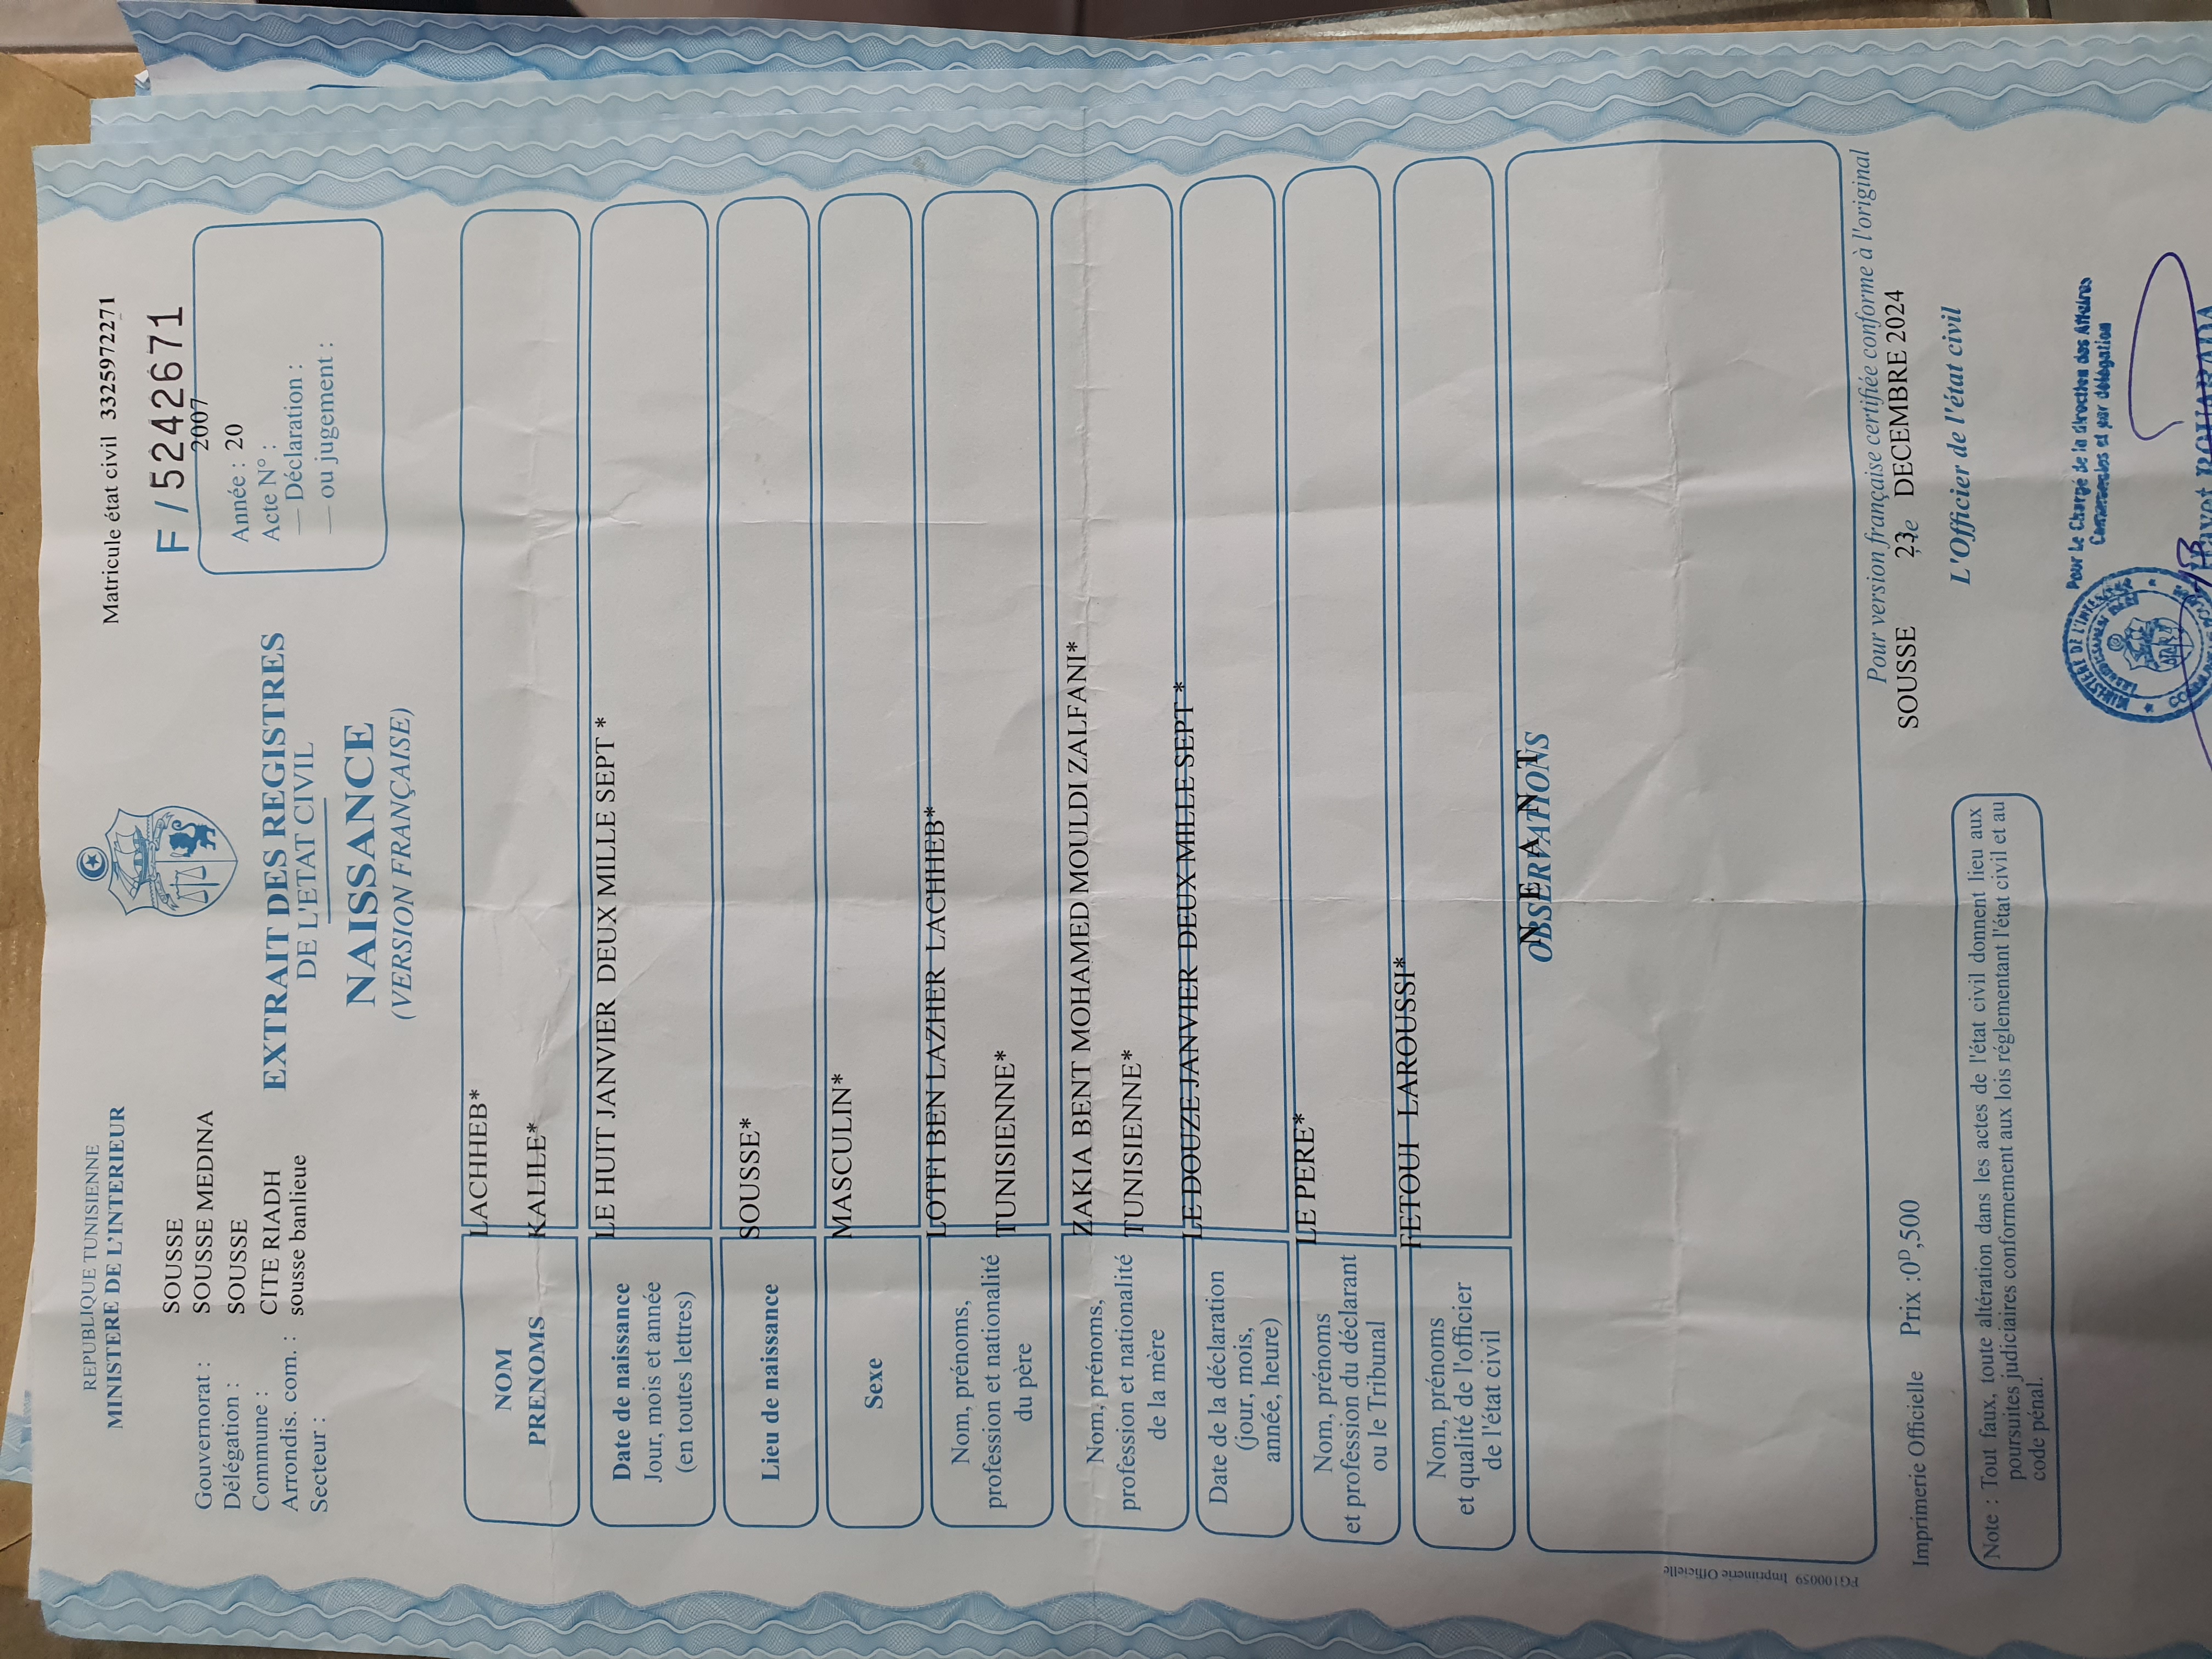 REPUBLIQUE TUNISIENNE
MINISTERE DE L'INTERIEUR
Gouvernorat : SOUSSE
Délégation : SOUSSE MEDINA
Commune : SOUSSE
Arrondis. com. : CITE RIADH
Secteur : sousse banlieue
EXTRAIT DES REGISTRES
DE L'ETAT CIVIL
NAISSANCE
(VERSION FRANÇAISE)
Matricule état civil 3325972271
F / 5242671
2007
Année : 20
Acte N° :
— Déclaration :
— ou jugement :
NOM LACHHEB*
PRENOMS KALILE*
Date de naissance
Jour, mois et année
(en toutes lettres)
LE HUIT JANVIER DEUX MILLE SEPT *
Lieu de naissance SOUSSE*
Sexe MASCULIN*
Nom, prénoms,
profession et nationalité
du père
LOTFI BEN LAZHER LACHHEB*
TUNISIENNE*
Nom, prénoms,
profession et nationalité
de la mère
ZAKIA BENT MOHAMED MOULDI ZALFANI*
TUNISIENNE*
Date de la déclaration
(jour, mois,
année, heure)
LE DOUZE JANVIER DEUX MILLE SEPT *
Nom, prénoms
et profession du déclarant
ou le Tribunal
LE PERE*
Nom, prénoms
et qualité de l'officier
de l'état civil
FETOUI LAROUSSI*
N E A N T
OBSERVATIONS
FG100059 Imprimerie Officielle
Pour version française certifiée conforme à l'original
SOUSSE 23 DECEMBRE 2024
L'Officier de l'état civil
Imprimerie Officielle Prix :0ᴰ,500
Note : Tout faux, toute altération dans les actes de l'état civil donnent lieu aux
poursuites judiciaires conformement aux lois réglementant l'état civil et au
code pénal.
Pour Le Chargé de la direction des Affaires
Communales et par délégation
MINISTERE DE L'INTERIEUR